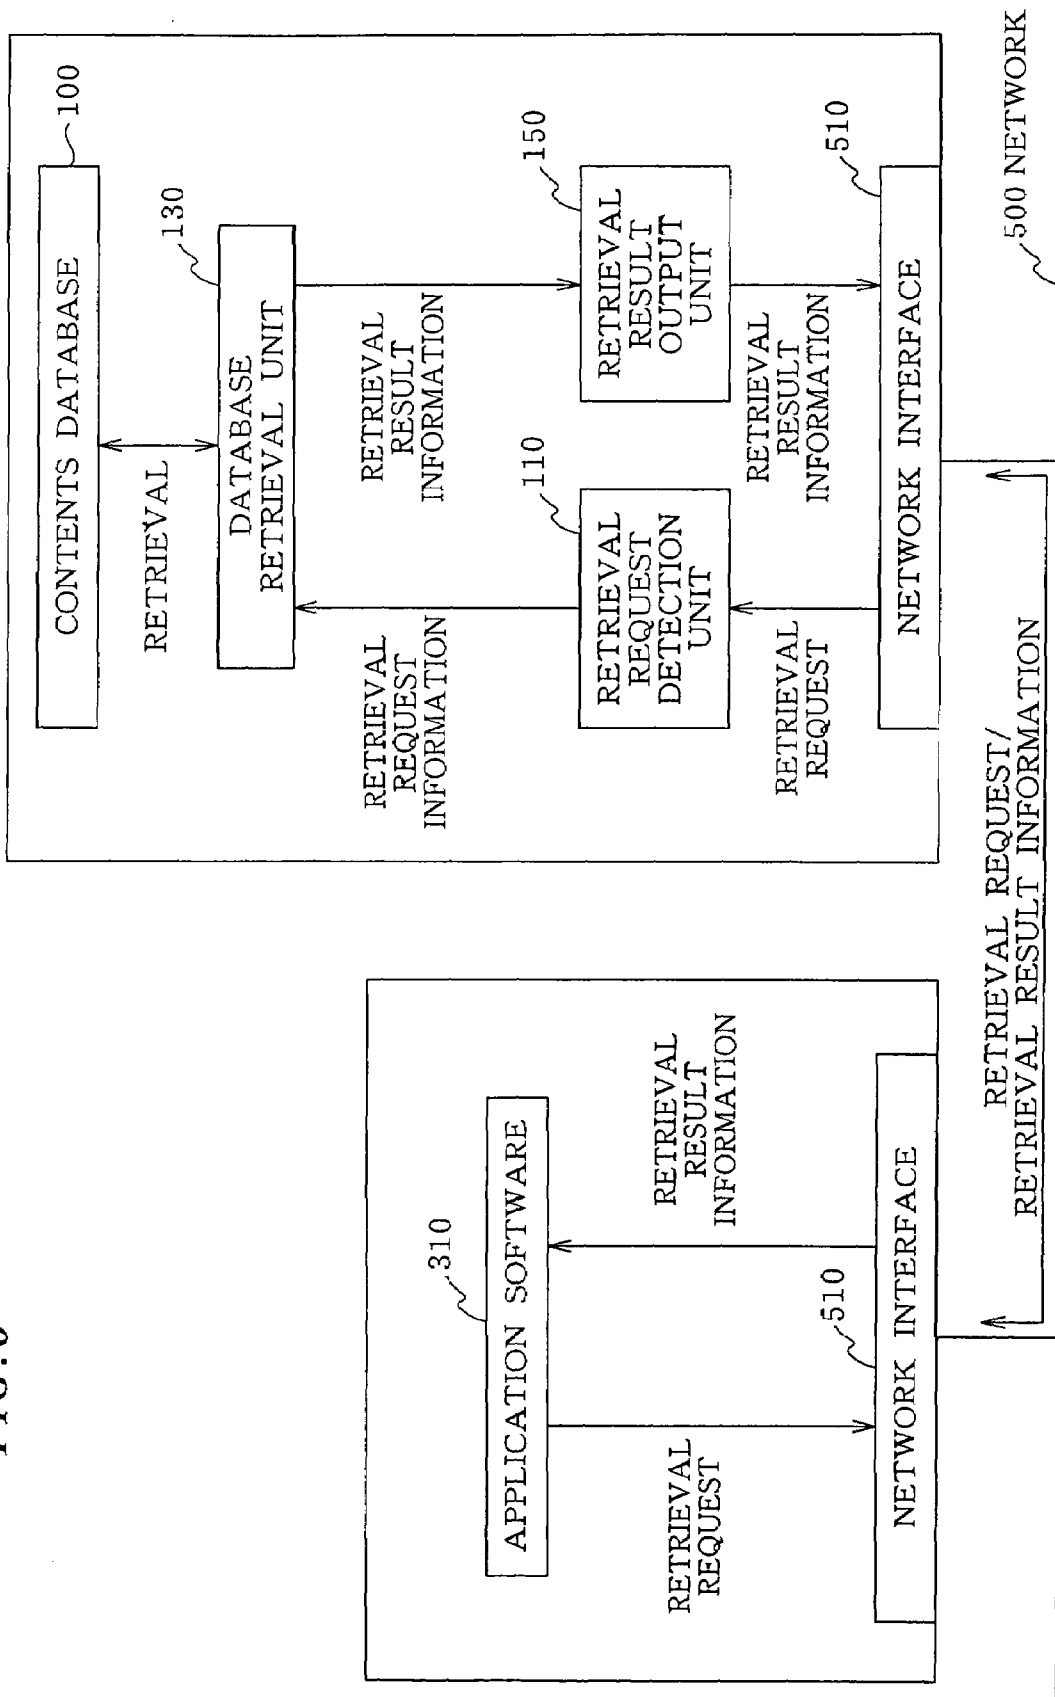 310
APPLICATION SOFTWARE
RETRIEVAL
REQUEST
RETRIEVAL
RESULT
INFORMATION
510
NETWORK INTERFACE
100
CONTENTS DATABASE
RETRIEVAL
130
DATABASE
RETRIEVAL UNIT
RETRIEVAL
REQUEST
INFORMATION
RETRIEVAL
RESULT
INFORMATION
110
RETRIEVAL
REQUEST
DETECTION
UNIT
150
RETRIEVAL
RESULT
OUTPUT
UNIT
RETRIEVAL
REQUEST
RETRIEVAL
RESULT
INFORMATION
510
NETWORK INTERFACE
RETRIEVAL REQUEST/
RETRIEVAL RESULT INFORMATION
500 NETWORK